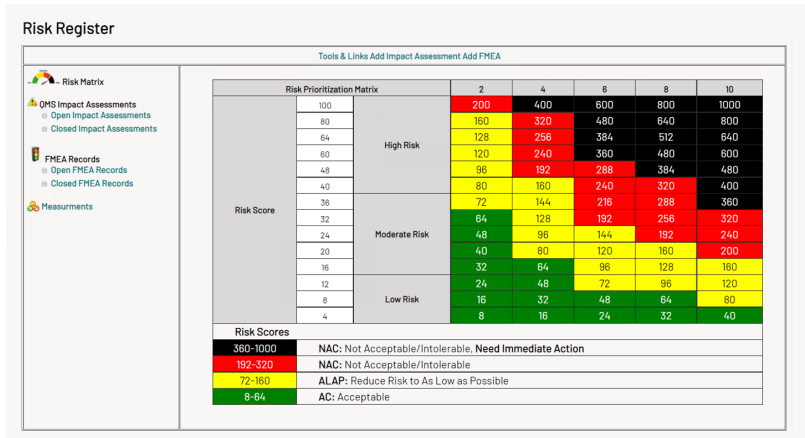 Risk Register
Tools & Links Add Impact Assessment Add FMEA
Risk Matrix
QMS Impact Assessments
Open Impact Assessments
Closed Impact Assessments
FMEA Records
Open FMEA Records
Closed FMEA Records
Measurments
Risk Prioritization Matrix 2 4 6 8 10
100 200 400 600 800 1000
80 160 320 480 640 800
64 128 256 384 512 640
High Risk
60 120 240 360 480 600
48 96 192 288 384 480
40 80 160 240 320 400
36 72 144 216 288 360
Risk Score
32 64 128 192 256 320
Moderate Risk
24 48 96 144 192 240
20 40 80 120 160 200
16 32 64 96 128 160
12 24 48 72 96 120
Low Risk
8 16 32 48 64 80
4 8 16 24 32 40
Risk Scores
360-1000 NAC: Not Acceptable/Intolerable, Need Immediate Action
192-320 NAC: Not Acceptable/Intolerable
72-160 ALAP: Reduce Risk to As Low as Possible
8-64 AC: Acceptable